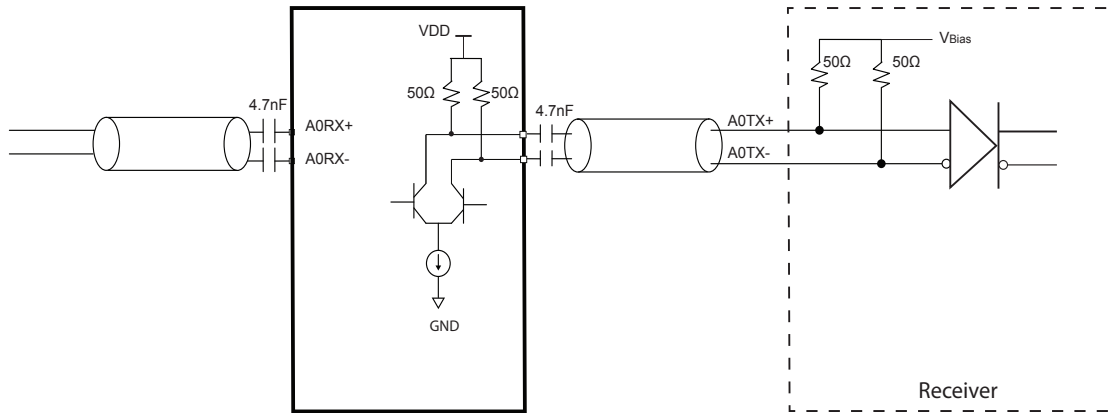 VDD
50Ω
50Ω
4.7nF
A0RX+
A0RX-
GND
4.7nF
A0TX+
A0TX-
VBias
50Ω
50Ω
Receiver